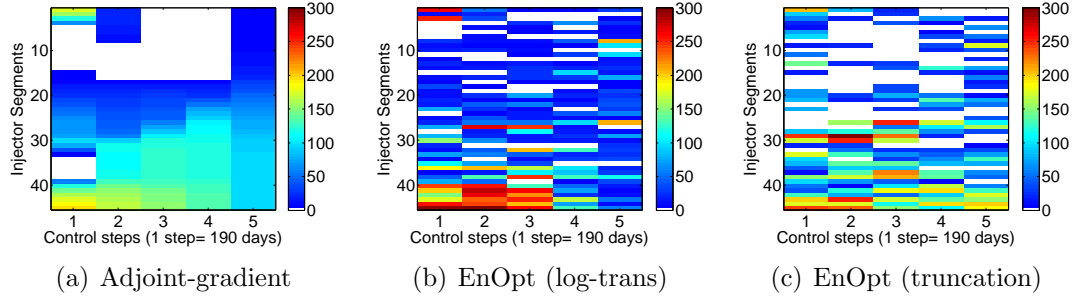 300
250
200
150
100
50
0
10
20
30
40
Injector Segments
1 2 3 4 5
Control steps (1 step= 190 days)
(a) Adjoint-gradient
300
250
200
150
100
50
0
10
20
30
40
Injector Segments
1 2 3 4 5
Control steps (1 step= 190 days)
(b) EnOpt (log-trans)
300
250
200
150
100
50
0
10
20
30
40
Injector Segments
1 2 3 4 5
Control steps (1 step= 190 days)
(c) EnOpt (truncation)